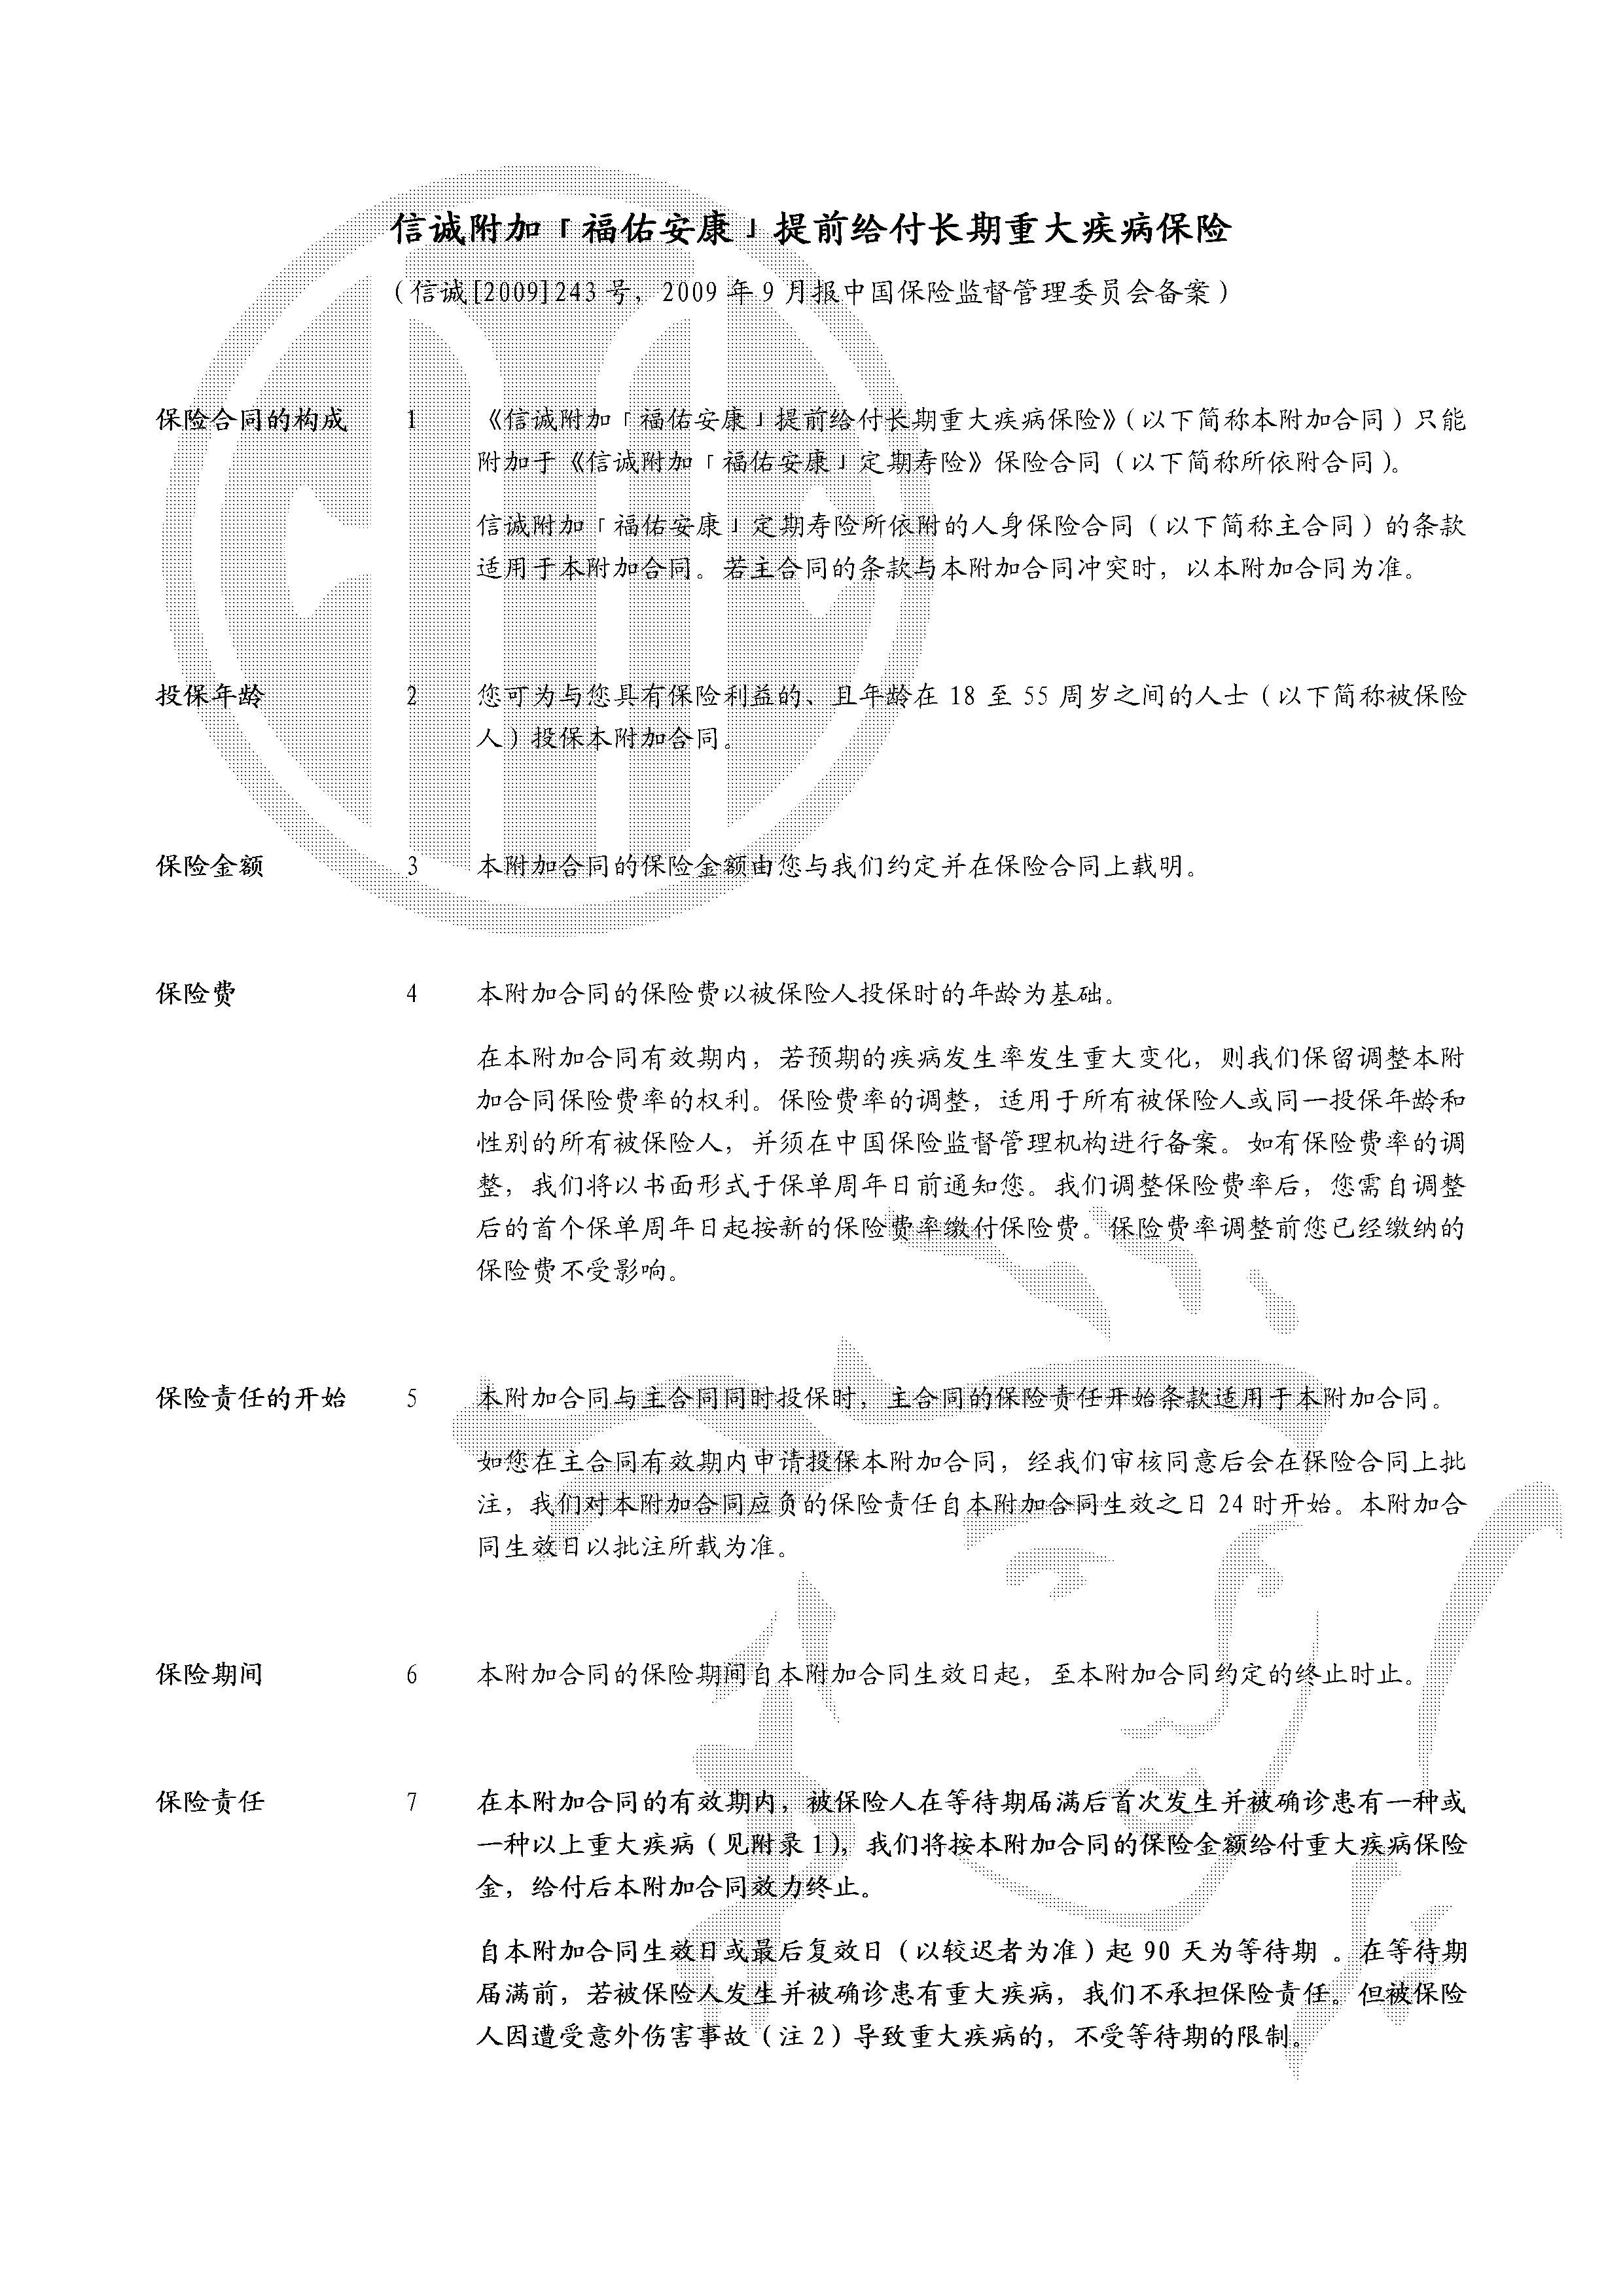 信诚附加「福佑安康」提前给付长期重大疾病保险
（信诚[2009]243 号，2009 年 9 月报中国保险监督管理委员会备案）
保险合同的构成 1 《信诚附加「福佑安康」提前给付长期重大疾病保险》（以下简称本附加合同）只能
附加于《信诚附加「福佑安康」定期寿险》保险合同（以下简称所依附合同）。
信诚附加「福佑安康」定期寿险所依附的人身保险合同（以下简称主合同）的条款
适用于本附加合同。若主合同的条款与本附加合同冲突时，以本附加合同为准。
投保年龄 2 您可为与您具有保险利益的、且年龄在 18 至 55 周岁之间的人士（以下简称被保险
人）投保本附加合同。
保险金额 3 本附加合同的保险金额由您与我们约定并在保险合同上载明。
保险费 4 本附加合同的保险费以被保险人投保时的年龄为基础。
在本附加合同有效期内，若预期的疾病发生率发生重大变化，则我们保留调整本附
加合同保险费率的权利。保险费率的调整，适用于所有被保险人或同一投保年龄和
性别的所有被保险人，并须在中国保险监督管理机构进行备案。如有保险费率的调
整，我们将以书面形式于保单周年日前通知您。我们调整保险费率后，您需自调整
后的首个保单周年日起按新的保险费率缴付保险费。保险费率调整前您已经缴纳的
保险费不受影响。
保险责任的开始 5 本附加合同与主合同同时投保时，主合同的保险责任开始条款适用于本附加合同。
如您在主合同有效期内申请投保本附加合同，经我们审核同意后会在保险合同上批
注，我们对本附加合同应负的保险责任自本附加合同生效之日 24 时开始。本附加合
同生效日以批注所载为准。
保险期间 6 本附加合同的保险期间自本附加合同生效日起，至本附加合同约定的终止时止。
保险责任 7 在本附加合同的有效期内，被保险人在等待期届满后首次发生并被确诊患有一种或
一种以上重大疾病（见附录 1），我们将按本附加合同的保险金额给付重大疾病保险
金，给付后本附加合同效力终止。
自本附加合同生效日或最后复效日（以较迟者为准）起 90 天为等待期 。在等待期
届满前，若被保险人发生并被确诊患有重大疾病，我们不承担保险责任。但被保险
人因遭受意外伤害事故（注 2）导致重大疾病的，不受等待期的限制。